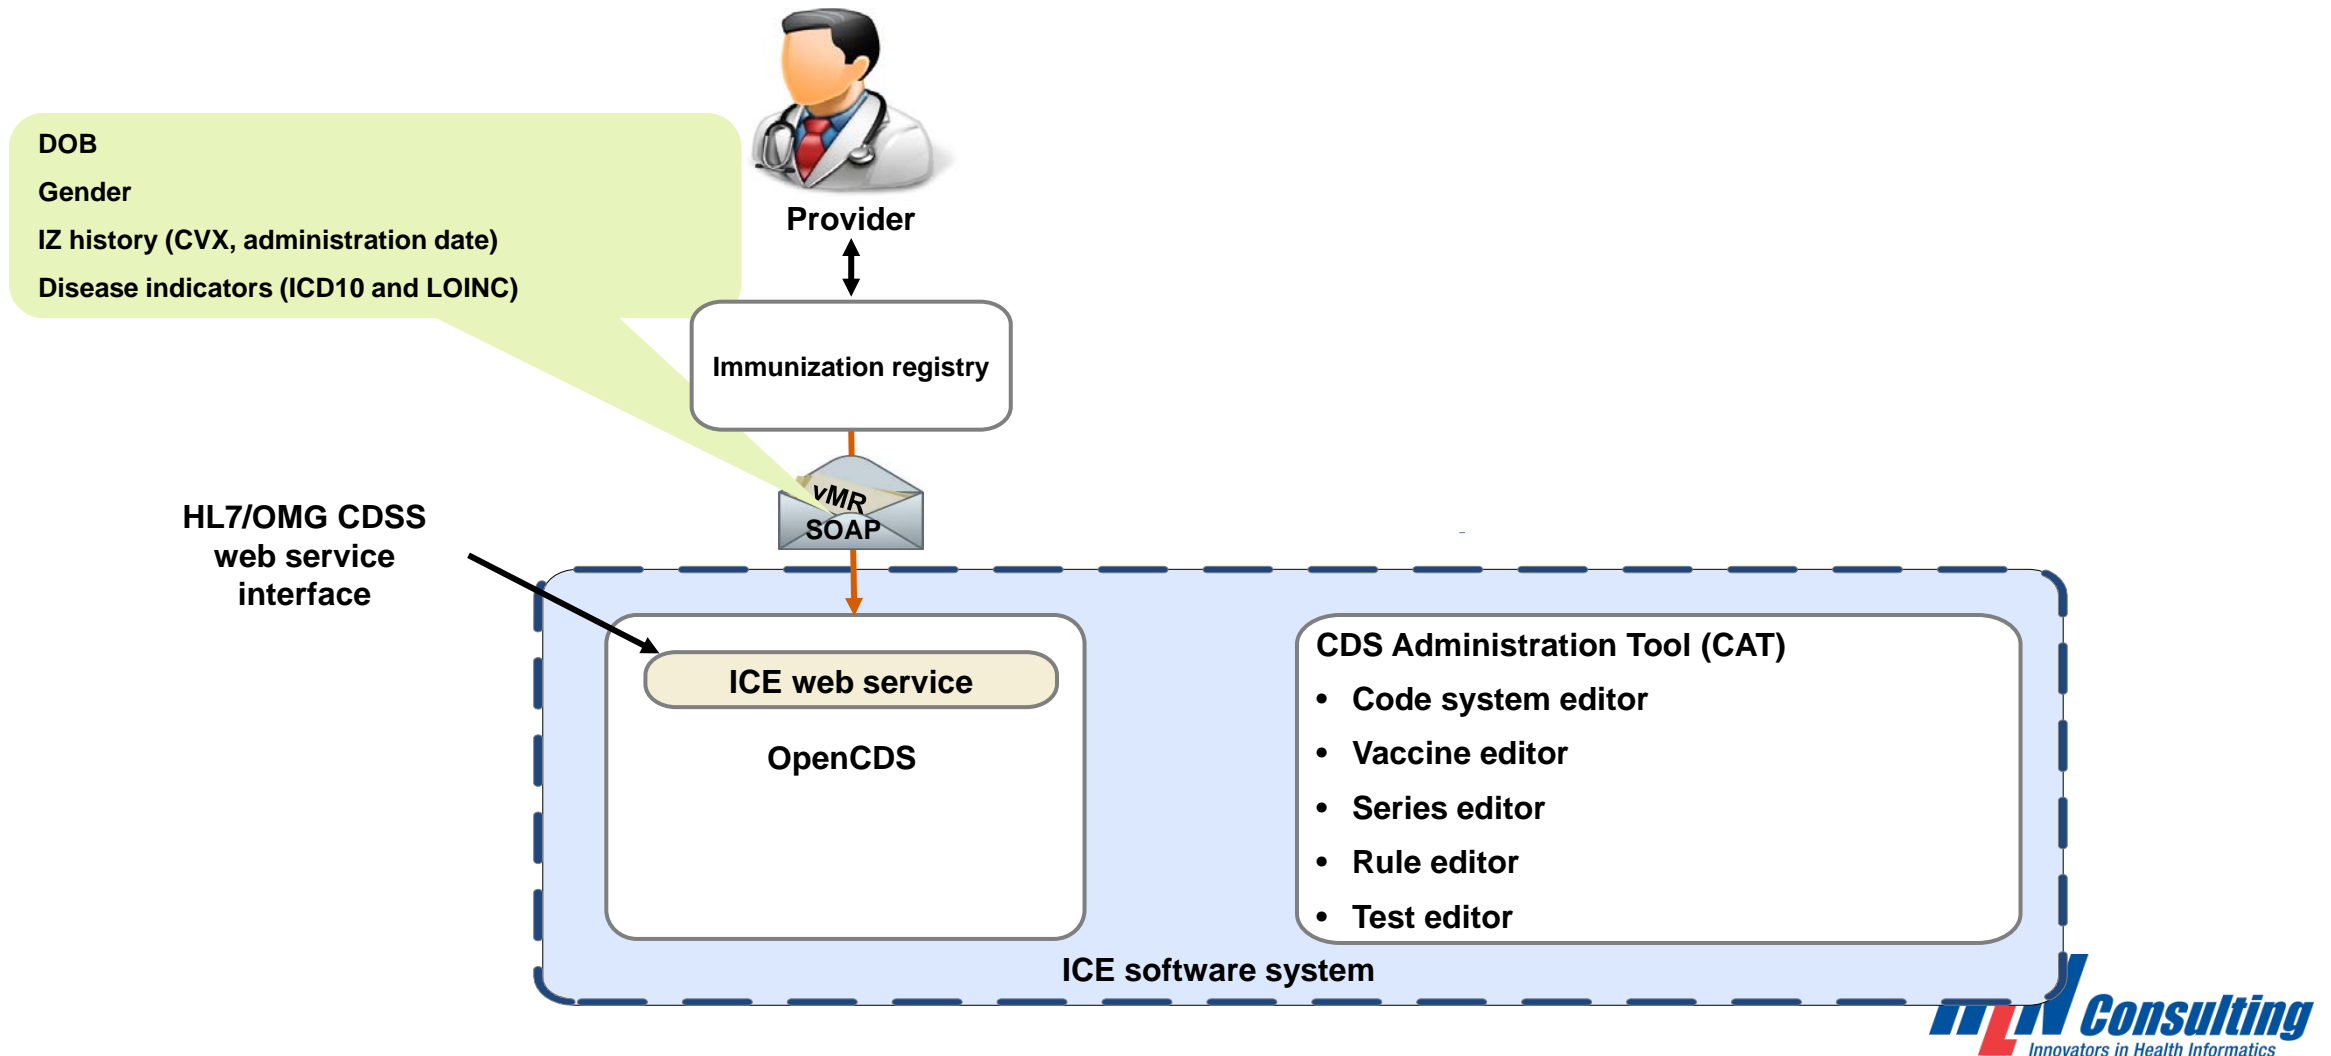 DOB
Gender
IZ history (CVX, administration date)
Disease indicators (ICD10 and LOINC)
Provider
Immunization registry
vMR
SOAP
HL7/OMG CDSS
web service
interface
ICE web service
OpenCDS
CDS Administration Tool (CAT)
• Code system editor
• Vaccine editor
• Series editor
• Rule editor
• Test editor
ICE software system
HLN Consulting
Innovators in Health Informatics